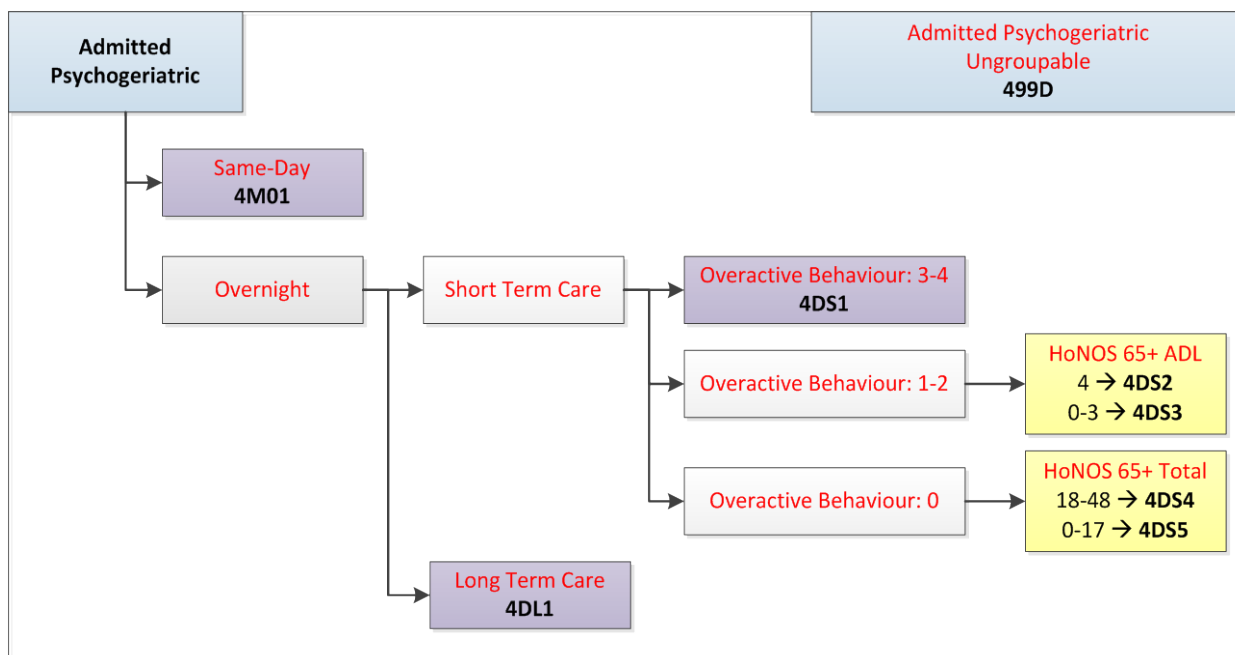 Admitted
Psychogeriatric
Admitted Psychogeriatric
Ungroupable
499D
Same-Day
4M01
Overnight
Short Term Care
Overactive Behaviour: 3-4
4DS1
Overactive Behaviour: 1-2
HoNOS 65+ ADL
4 → 4DS2
0-3 → 4DS3
Overactive Behaviour: 0
HoNOS 65+ Total
18-48 → 4DS4
0-17 → 4DS5
Long Term Care
4DL1